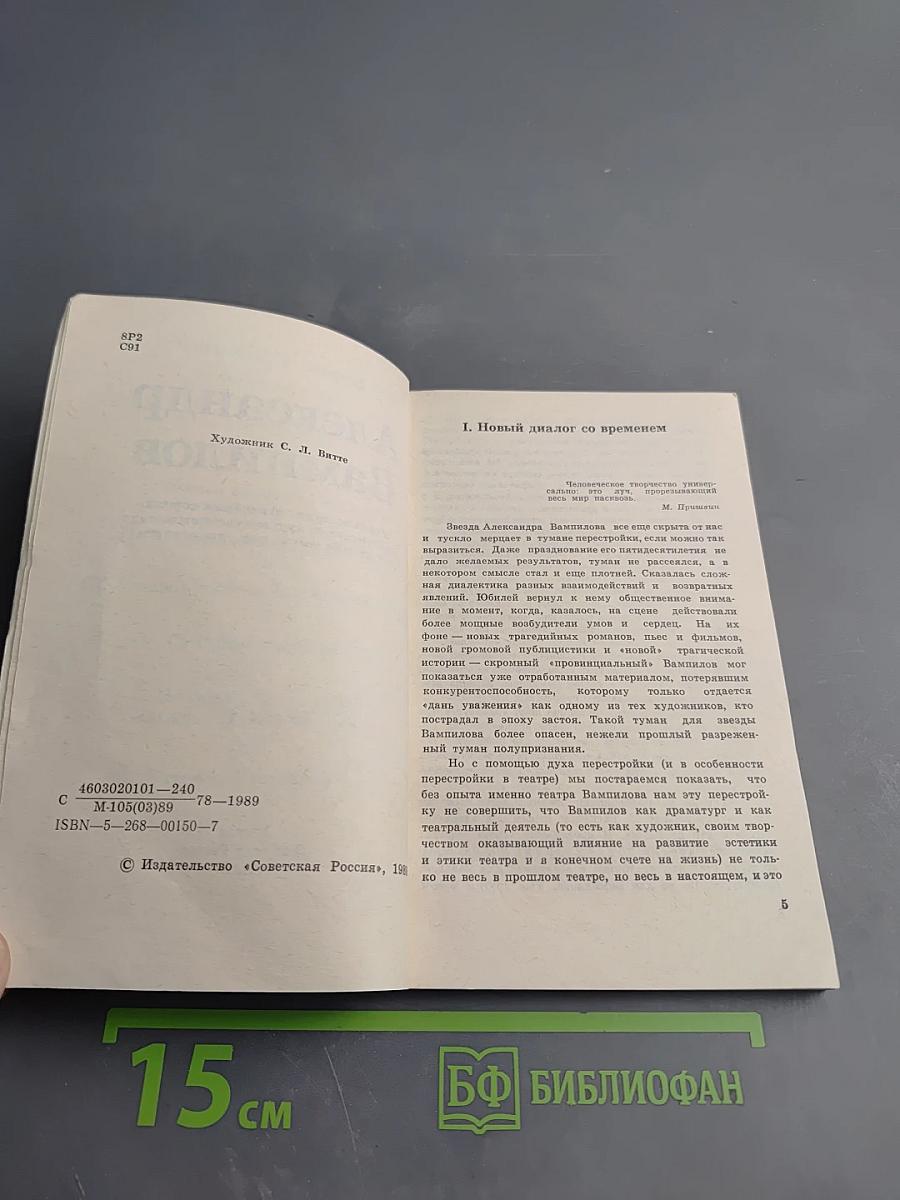 8Р2
С91
Художник С. Л. Витте
С 4603020101—240
М-105(03)89
78—1989
ISBN—5—268—00150—7
© Издательство «Советская Россия»,
I. Новый диалог со временем
Человеческое творчество универ-
сально: это луч, прорезывающий
весь мир насквозь.
М. Пришвин
Звезда Александра Вампилова все еще скрыта от нас
и тускло мерцает в тумане перестройки, если можно так
выразиться. Даже празднование его пятидесятилетия не
дало желаемых результатов, туман не рассеялся, а в
некотором смысле стал и еще плотней. Сказалась слож-
ная диалектика разных взаимодействий и возвратных
явлений. Юбилей вернул к нему общественное внима-
ние в момент, когда, казалось, на сцене действовали
более мощные возбудители умов и сердец. На их
фоне — новых трагедийных романов, пьес и фильмов,
новой громовой публицистики и «новой» трагической
истории — скромный «провинциальный» Вампилов мог
показаться уже отработанным материалом, потерявшим
конкурентоспособность, которому только отдается
«дань уважения» как одному из тех художников, кто
пострадал в эпоху застоя. Такой туман для звезды
Вампилова более опасен, нежели прошлый разрежен-
ный туман полупризнания.
Но с помощью духа перестройки (и в особенности
перестройки в театре) мы постараемся показать, что
без опыта именно театра Вампилова нам эту перестрой-
ку не совершить, что Вампилов как драматург и как
театральный деятель (то есть как художник, своим твор-
чеством оказывающий влияние на развитие эстетики
и этики театра и в конечном счете на жизнь) не толь-
ко не весь в прошлом театре, но весь в настоящем, и это
5
15 см
БФ БИБЛИОФАН